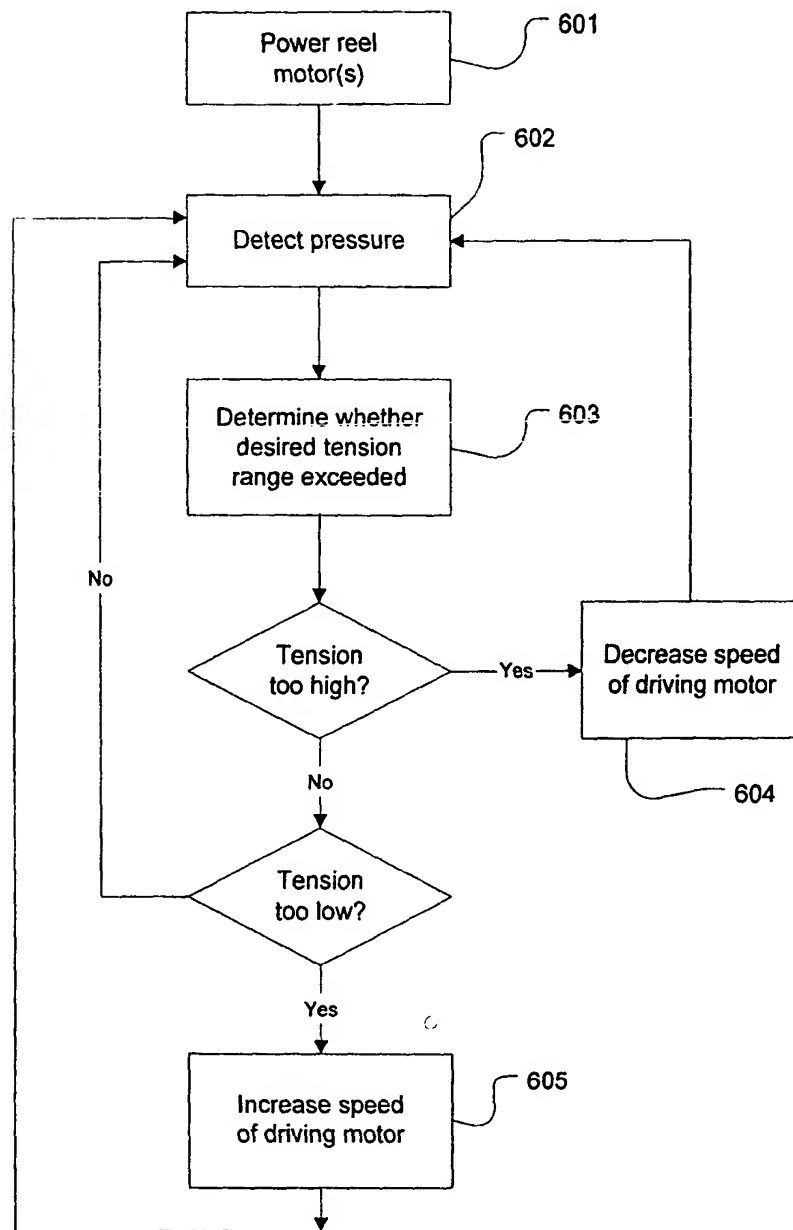 Power reel
motor(s)
601
602
Detect pressure
Determine whether
desired tension
range exceeded
603
No
Tension
too high?
Yes
Decrease speed
of driving motor
604
No
Tension
too low?
Yes
Increase speed
of driving motor
605